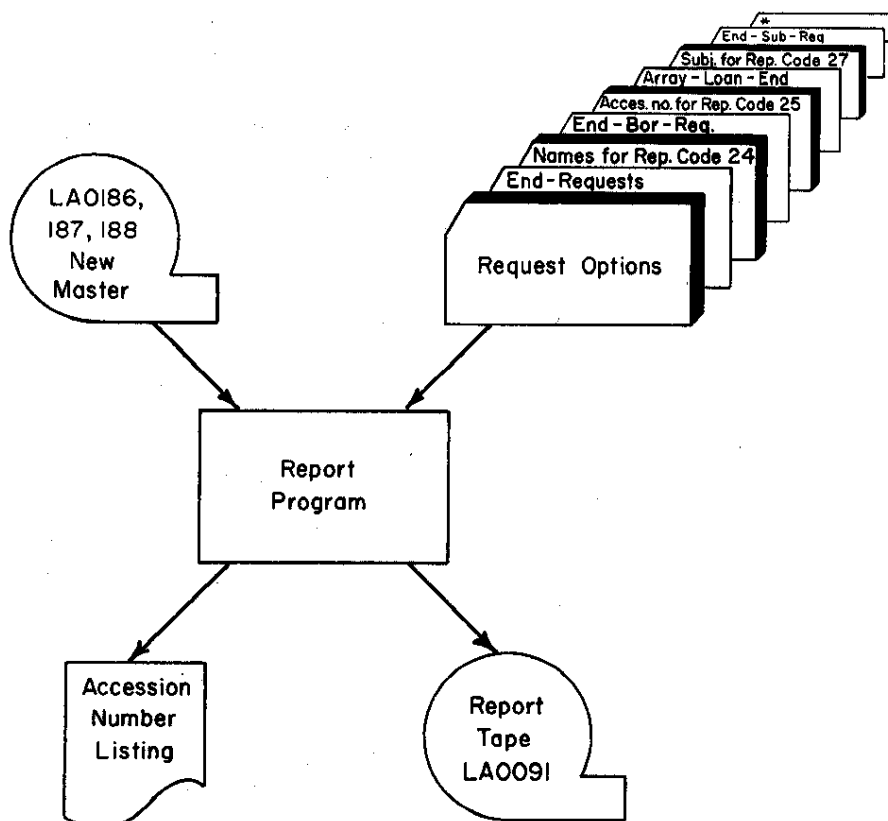 *
End-Sub-Req
Subj. for Rep. Code 27
Array-Loan-End
Acces. no. for Rep. Code 25
End-Bor-Req.
Names for Rep. Code 24
End-Requests
Request Options
LA0186,
187, 188
New
Master
Report
Program
Accession
Number
Listing
Report
Tape
LA0091